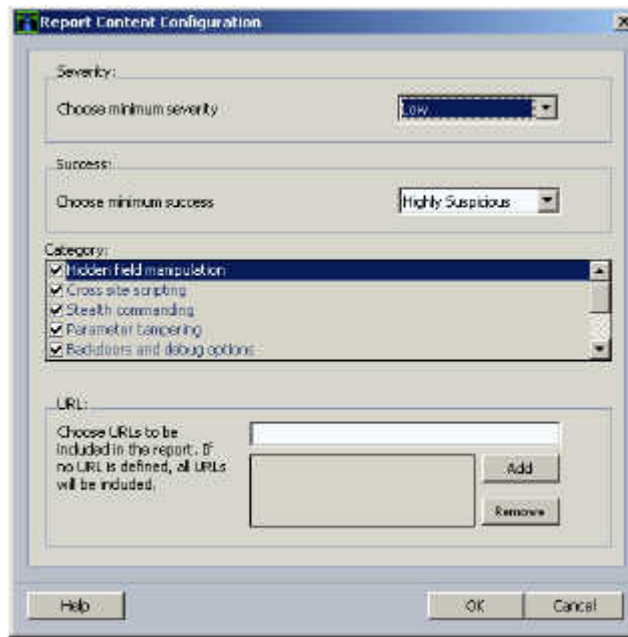 Report Content Configuration
Severity:
Choose minimum severity
Low
Success:
Choose minimum success
Highly Suspicious
Category:
Hidden field manipulation
Cross site scripting
Stealth commanding
Parameter tampering
Backdoors and debug options
URL:
Choose URLs to be
included in the report. If
no URL is defined, all URLs
will be included.
Add
Remove
Help
OK
Cancel